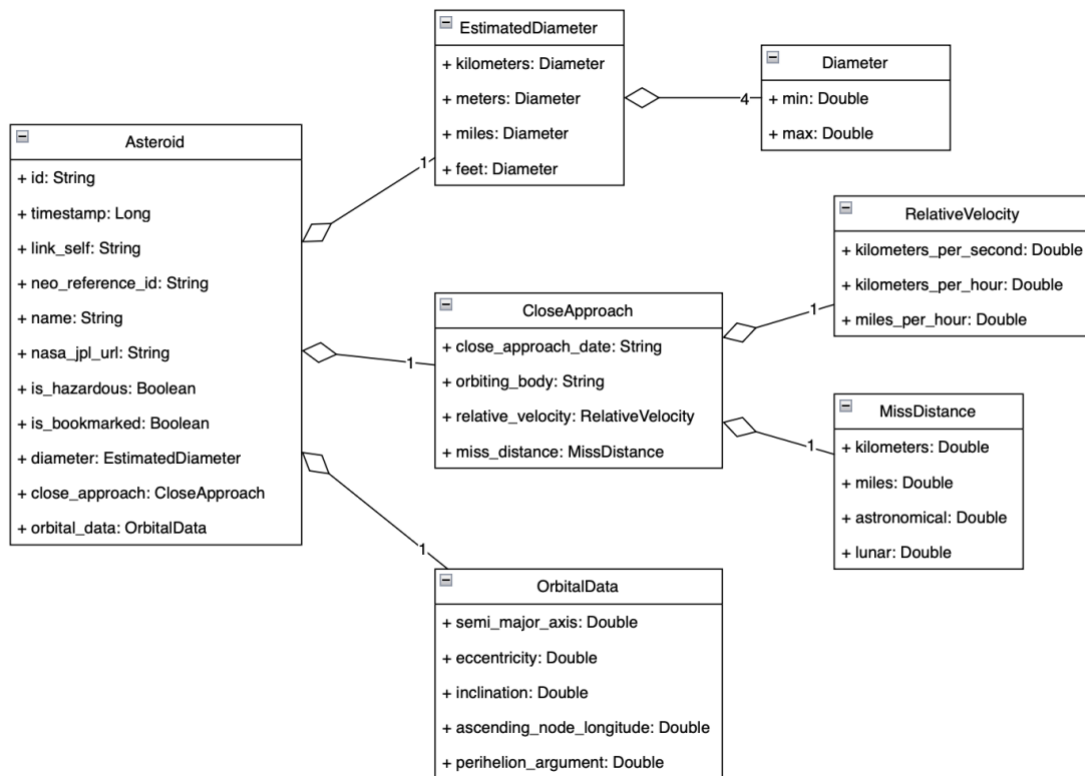 EstimatedDiameter
+ kilometers: Diameter
+ meters: Diameter
+ miles: Diameter
+ feet: Diameter
Diameter
+ min: Double
+ max: Double
4
Asteroid
+ id: String
+ timestamp: Long
+ link_self: String
+ neo_reference_id: String
+ name: String
+ nasa_jpl_url: String
+ is_hazardous: Boolean
+ is_bookmarked: Boolean
+ diameter: EstimatedDiameter
+ close_approach: CloseApproach
+ orbital_data: OrbitalData
1
1
1
CloseApproach
+ close_approach_date: String
+ orbiting_body: String
+ relative_velocity: RelativeVelocity
+ miss_distance: MissDistance
1
1
RelativeVelocity
+ kilometers_per_second: Double
+ kilometers_per_hour: Double
+ miles_per_hour: Double
MissDistance
+ kilometers: Double
+ miles: Double
+ astronomical: Double
+ lunar: Double
OrbitalData
+ semi_major_axis: Double
+ eccentricity: Double
+ inclination: Double
+ ascending_node_longitude: Double
+ perihelion_argument: Double